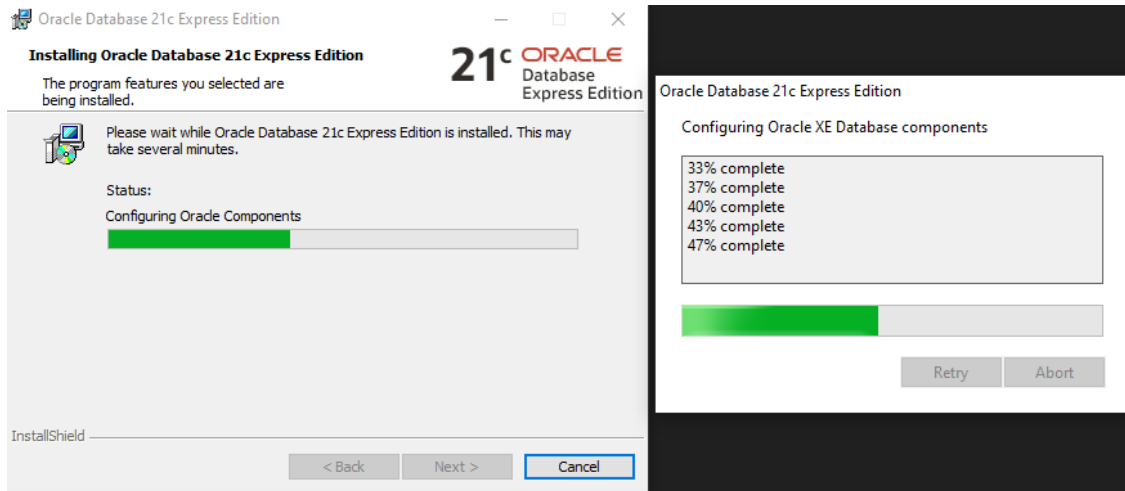 Oracle Database 21c Express Edition
Installing Oracle Database 21c Express Edition
The program features you selected are
being installed.
21c ORACLE
Database
Express Edition
Please wait while Oracle Database 21c Express Edition is installed. This may
take several minutes.
Status:
Configuring Oracle Components
InstallShield
< Back
Next >
Cancel
Oracle Database 21c Express Edition
Configuring Oracle XE Database components
33% complete
37% complete
40% complete
43% complete
47% complete
Retry
Abort